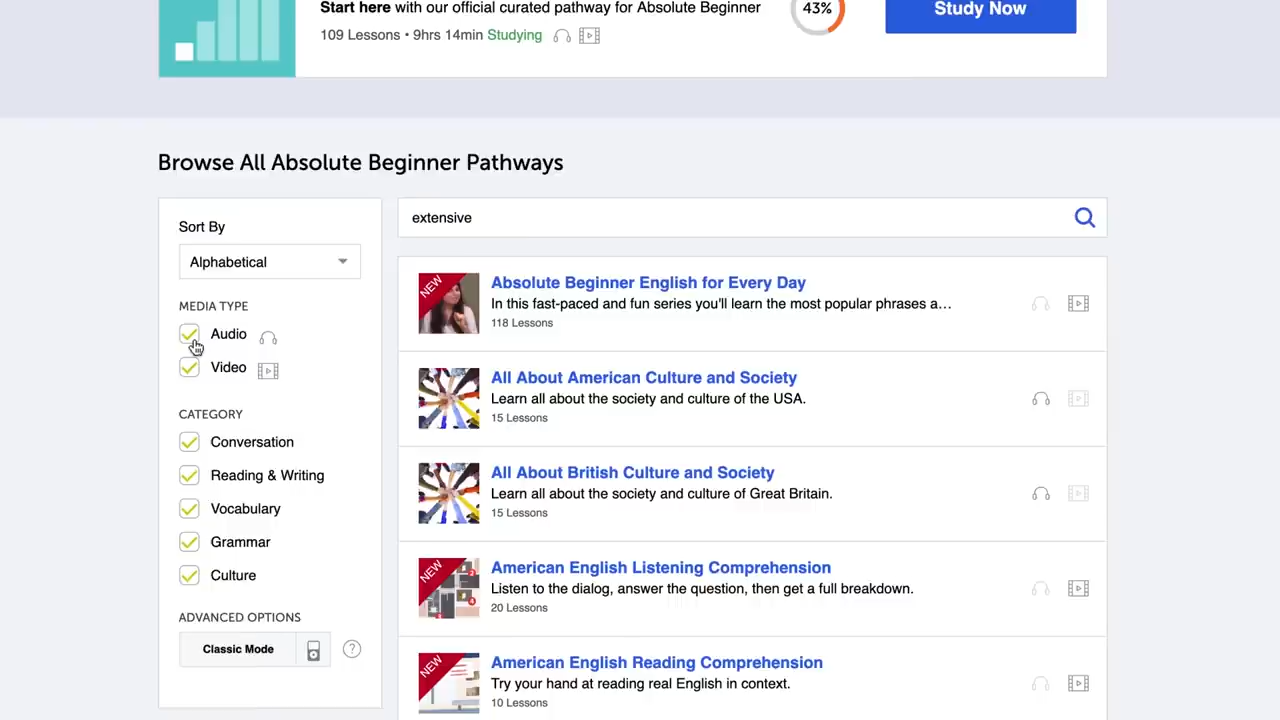 Start here with our official curated pathway for Absolute Beginner
109 Lessons • 9hrs 14min Studying
43%
Study Now
Browse All Absolute Beginner Pathways
Sort By
Alphabetical
MEDIA TYPE
Audio
Video
CATEGORY
Conversation
Reading & Writing
Vocabulary
Grammar
Culture
ADVANCED OPTIONS
Classic Mode
?
extensive
NEW
Absolute Beginner English for Every Day
In this fast-paced and fun series you'll learn the most popular phrases a…
118 Lessons
All About American Culture and Society
Learn all about the society and culture of the USA.
15 Lessons
All About British Culture and Society
Learn all about the society and culture of Great Britain.
15 Lessons
NEW
American English Listening Comprehension
Listen to the dialog, answer the question, then get a full breakdown.
20 Lessons
NEW
American English Reading Comprehension
Try your hand at reading real English in context.
10 Lessons